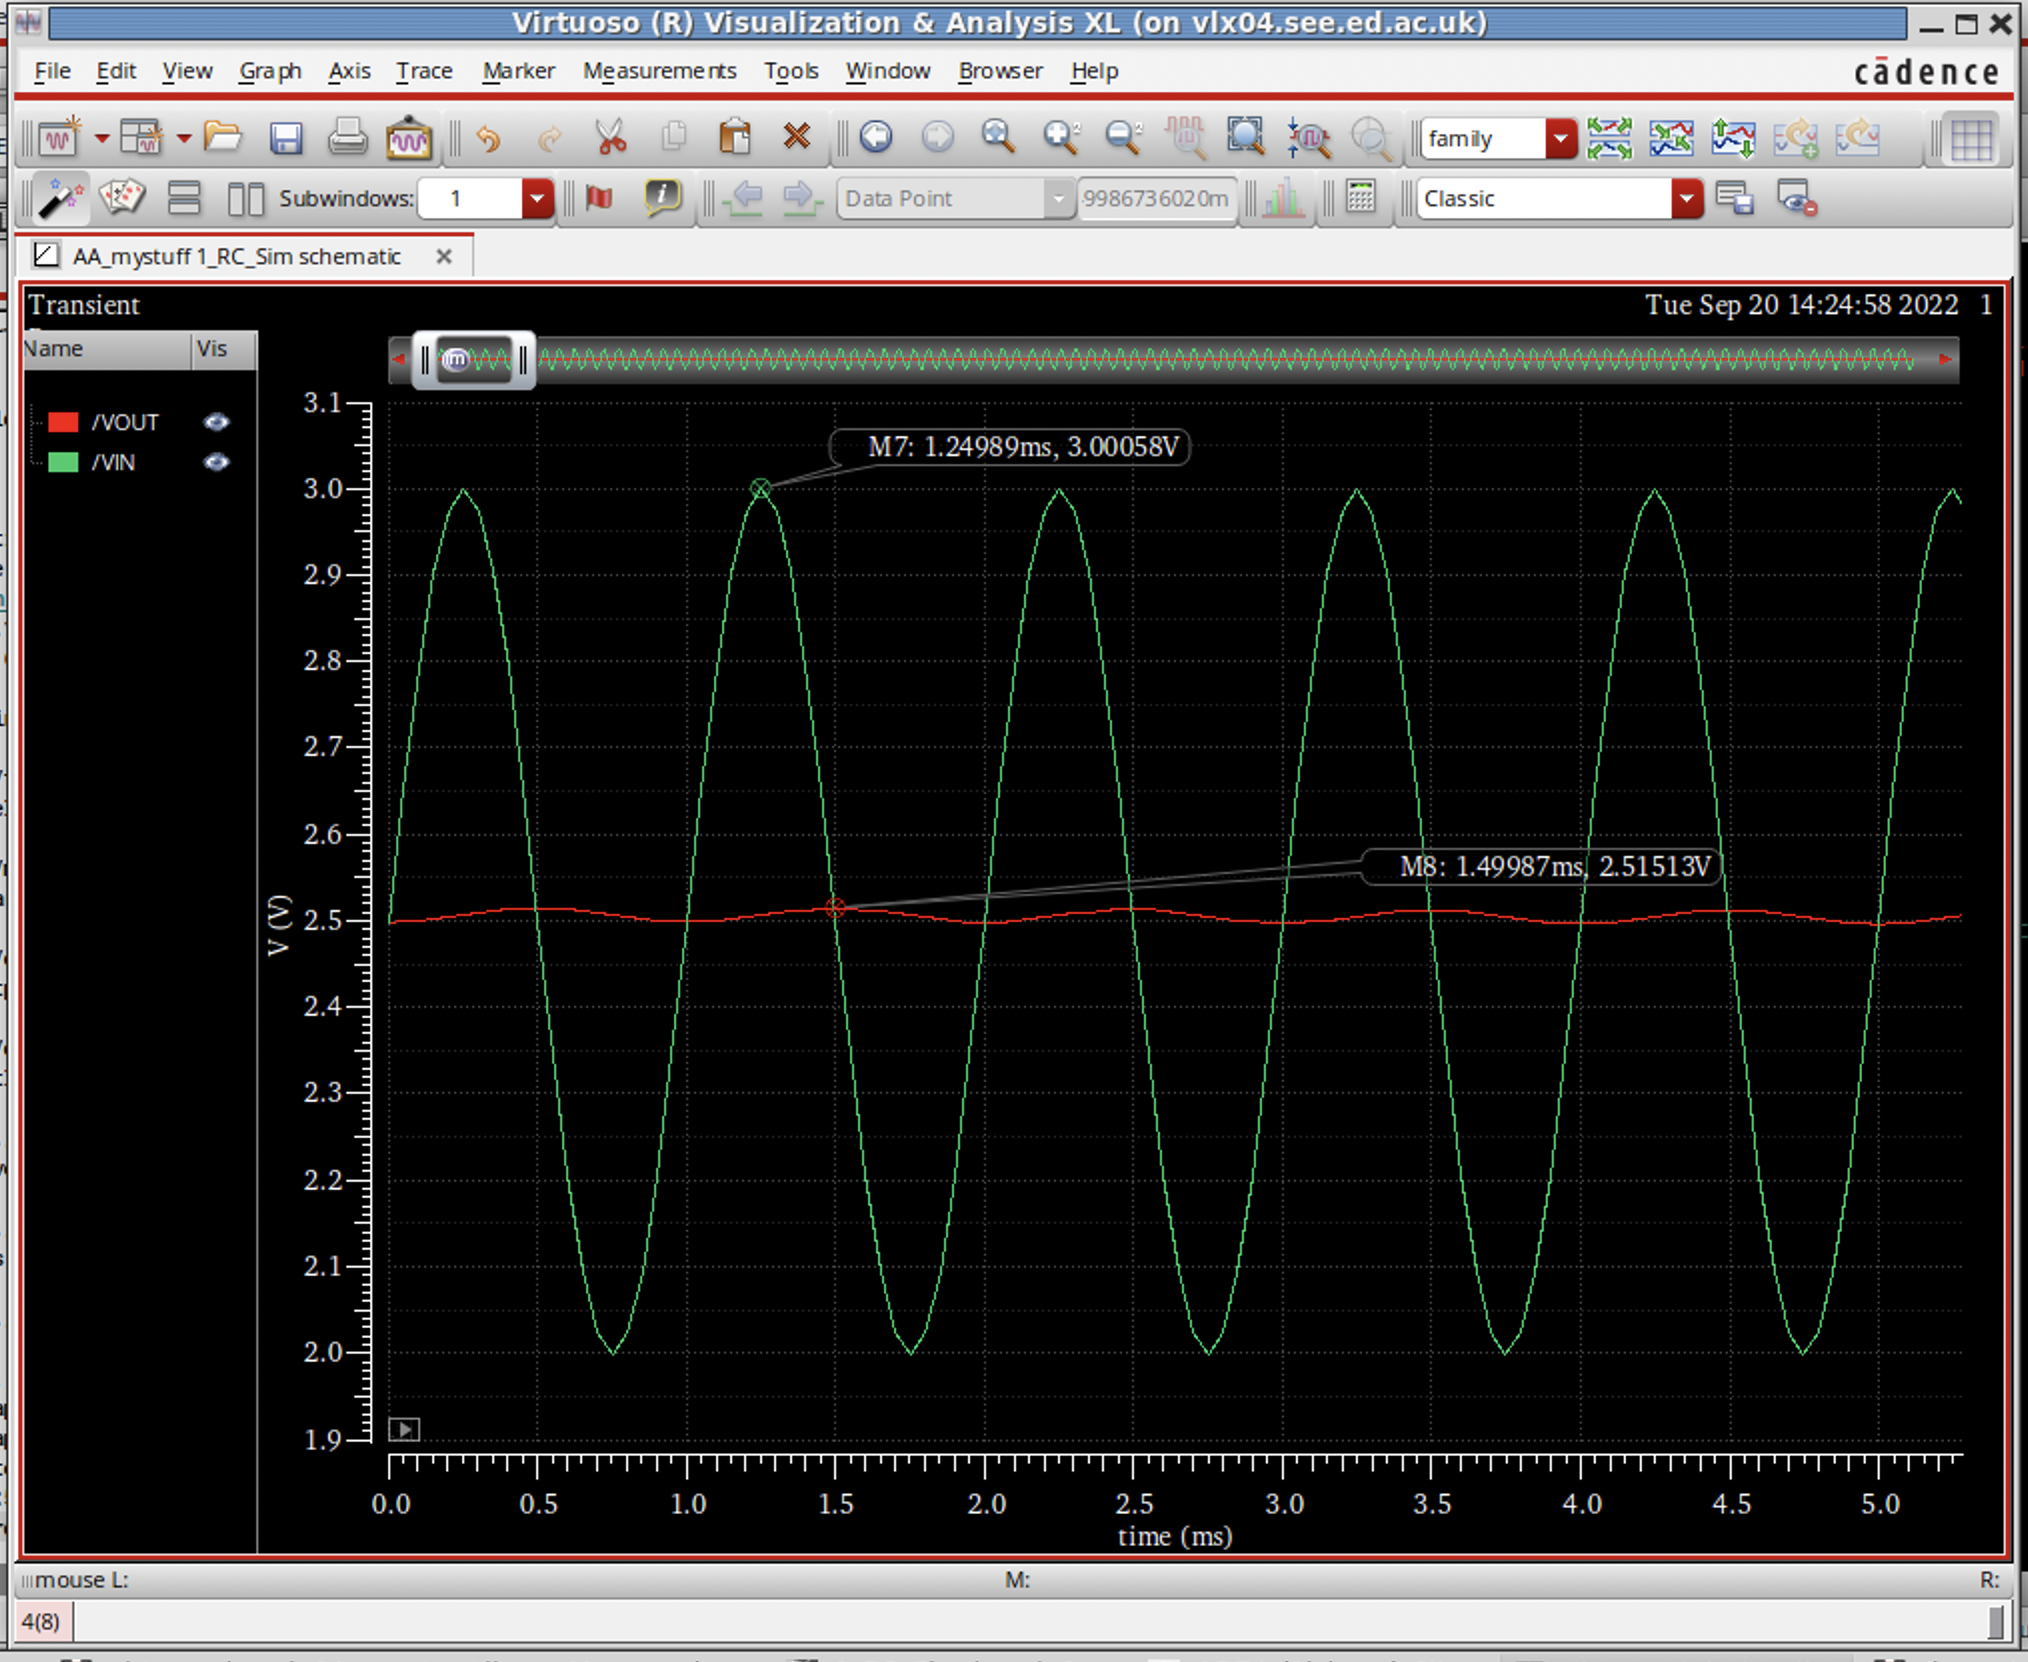 Virtuoso (R) Visualization & Analysis XL (on vlx04.see.ed.ac.uk)
File Edit View Graph Axis Trace Marker Measurements Tools Window Browser Help cādence
family
Subwindows: 1 Data Point 9986736020m Classic
AA_mystuff 1_RC_Sim schematic
Transient Tue Sep 20 14:24:58 2022 1
Name Vis
/VOUT
/VIN
3.1
M7: 1.24989ms, 3.00058V
3.0
2.9
2.8
2.7
2.6
M8: 1.49987ms, 2.51513V
2.5
V (V)
2.4
2.3
2.2
2.1
2.0
1.9
0.0 0.5 1.0 1.5 2.0 2.5 3.0 3.5 4.0 4.5 5.0
time (ms)
mouse L: M: R:
4(8)